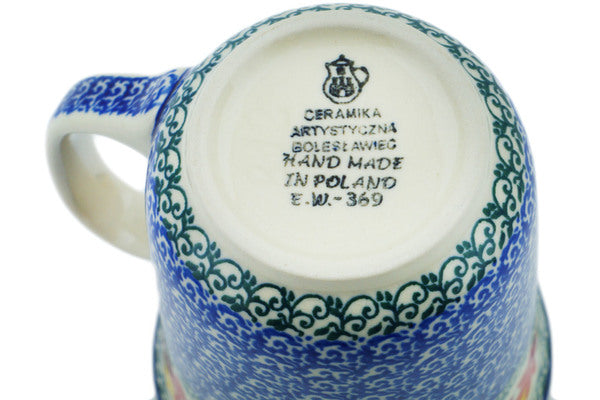 CERAMIKA
ARTYSTYCZNA
BOLESŁAWIEC
HAND MADE
IN POLAND
E.W.-369